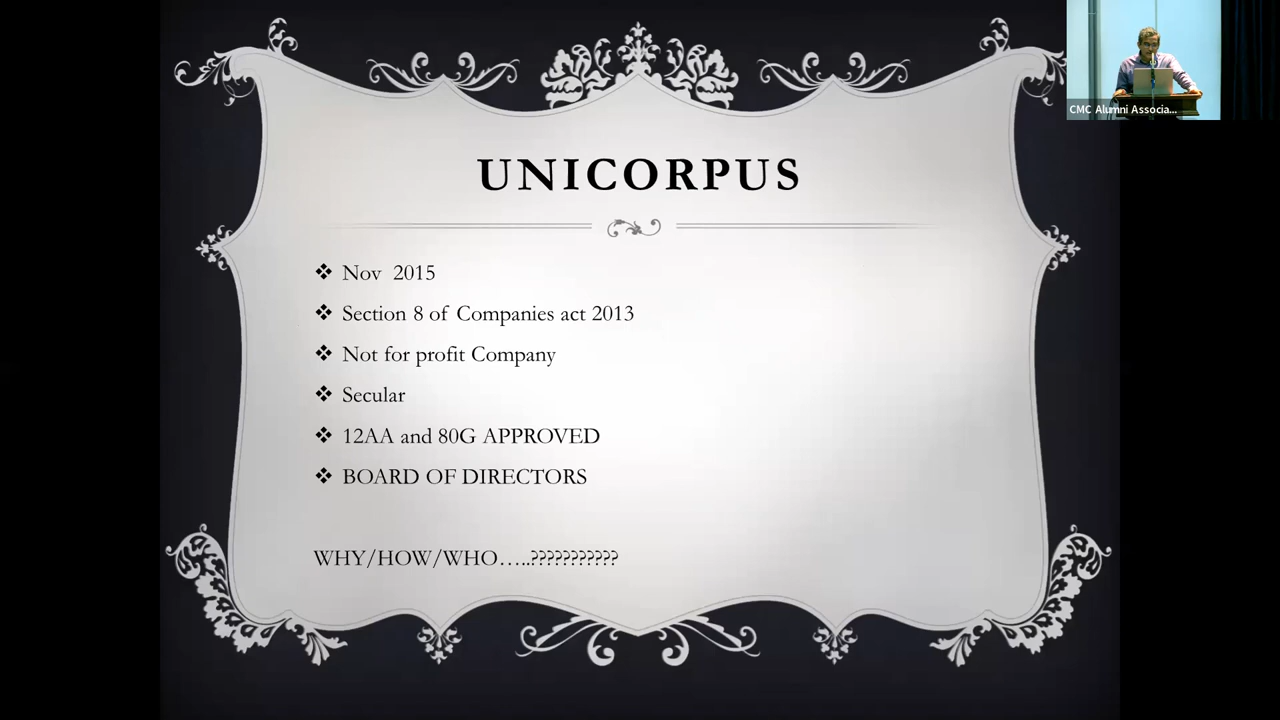 CMC Alumni Associa...
UNICORPUS
❖ Nov 2015
❖ Section 8 of Companies act 2013
❖ Not for profit Company
❖ Secular
❖ 12AA and 80G APPROVED
❖ BOARD OF DIRECTORS
WHY/HOW/WHO…..???????????